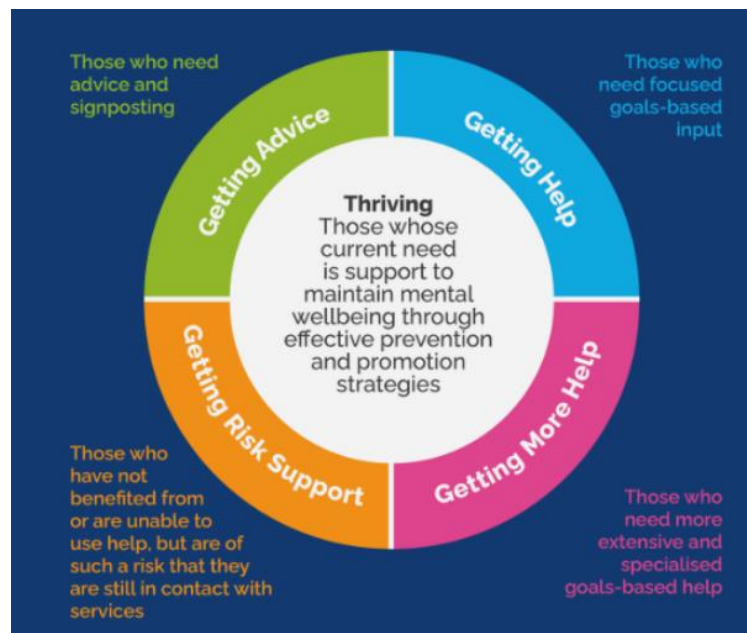 Those who need
advice and
signposting
Getting Advice
Those who
need focused
goals-based
input
Getting Help
Thriving
Those whose
current need
is support to
maintain mental
wellbeing through
effective prevention
and promotion
strategies
Getting Risk Support
Those who
have not
benefited from
or are unable to
use help, but are of
such a risk that they
are still in contact with
services
Getting More Help
Those who
need more
extensive and
specialised
goals-based help